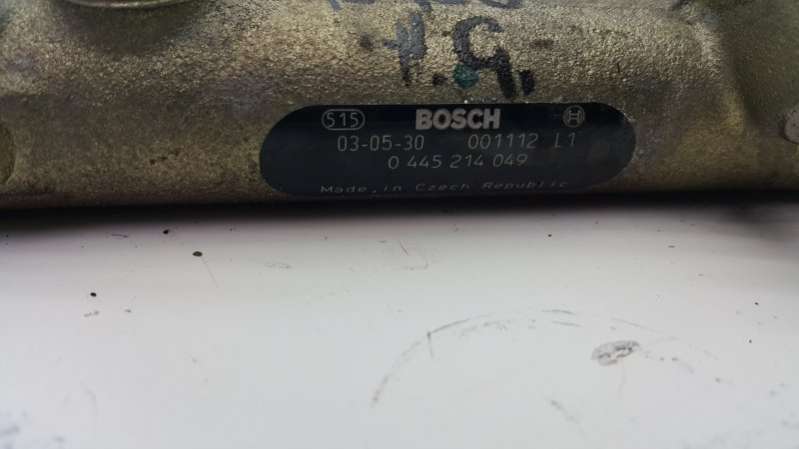 515 BOSCH
03-05-30 001112 L1
0 445 214 049
Made in Czech Republic